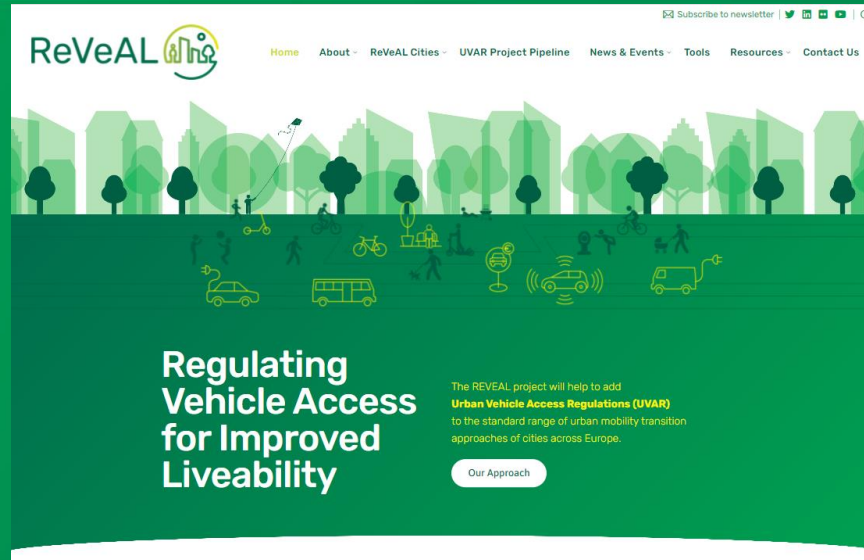 Subscribe to newsletter
ReVeAL
Home About ReVeAL Cities UVAR Project Pipeline News & Events Tools Resources Contact Us
Regulating
Vehicle Access
for Improved
Liveability
The REVEAL project will help to add
Urban Vehicle Access Regulations (UVAR)
to the standard range of urban mobility transition
approaches of cities across Europe.
Our Approach